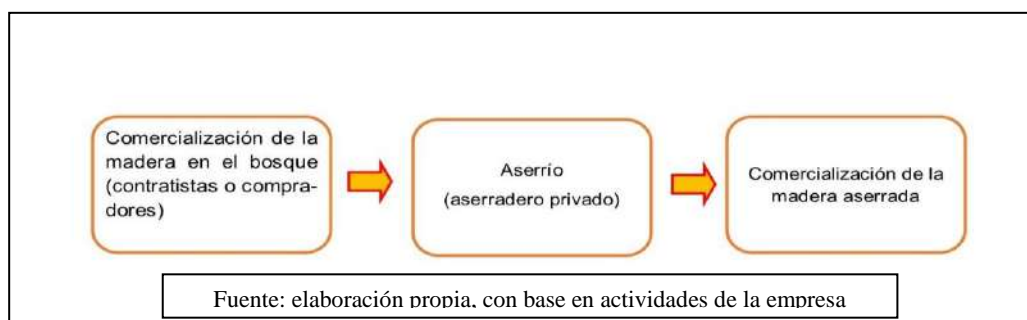 Comercialización de la
madera en el bosque
(contratistas o compra-
dores)
Aserrío
(aserradero privado)
Comercialización de la
madera aserrada
Fuente: elaboración propia, con base en actividades de la empresa